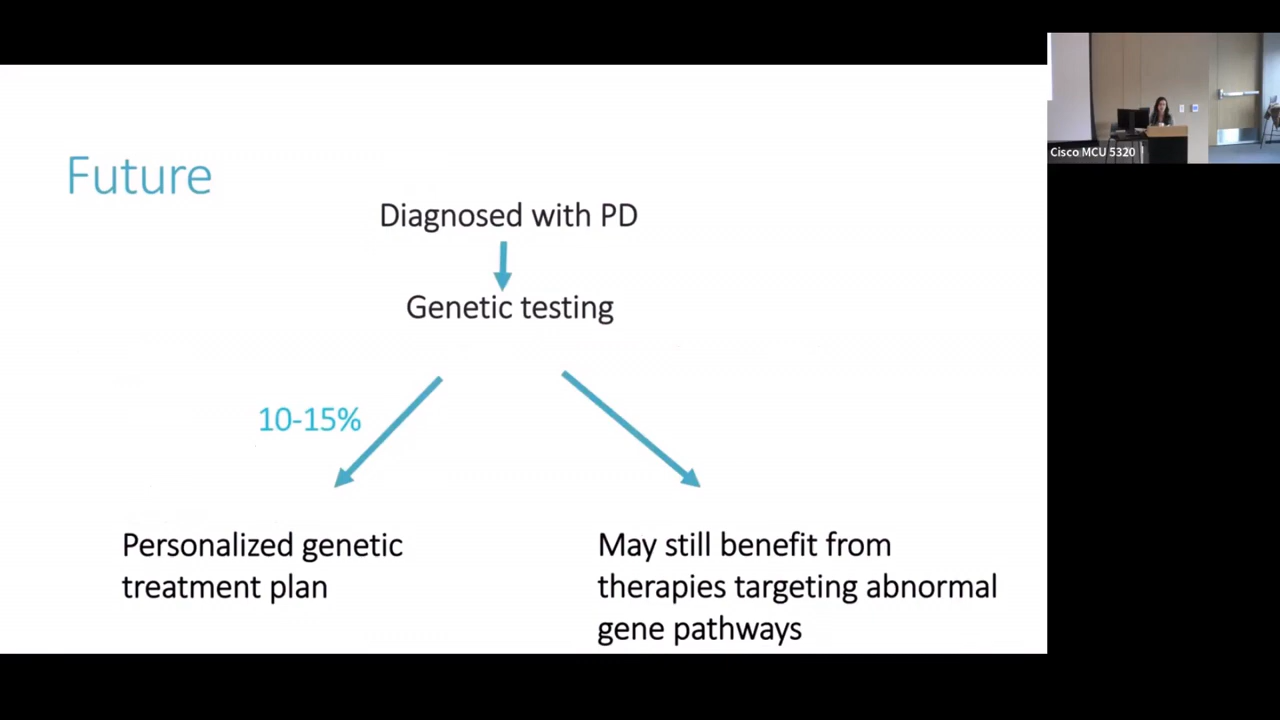 Future
Diagnosed with PD
Genetic testing
10-15%
Personalized genetic
treatment plan
May still benefit from
therapies targeting abnormal
gene pathways
Cisco MCU 5320